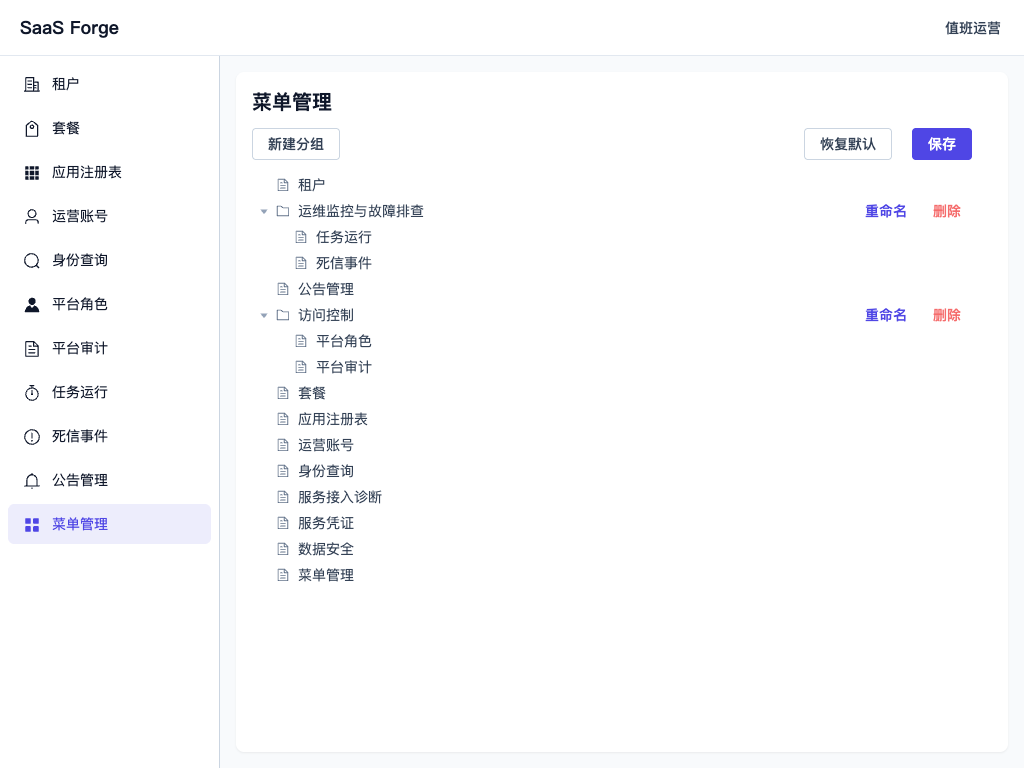 SaaS Forge
值班运营
租户
套餐
应用注册表
运营账号
身份查询
平台角色
平台审计
任务运行
死信事件
公告管理
菜单管理
菜单管理
新建分组
恢复默认
保存
租户
运维监控与故障排查
重命名
删除
任务运行
死信事件
公告管理
访问控制
重命名
删除
平台角色
平台审计
套餐
应用注册表
运营账号
身份查询
服务接入诊断
服务凭证
数据安全
菜单管理